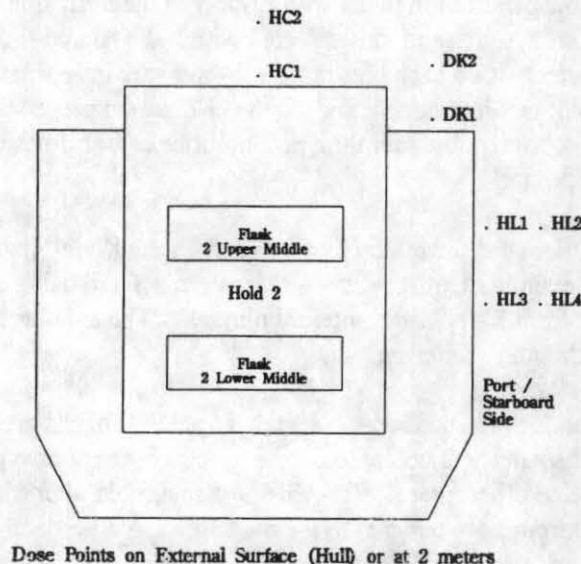 . HC2
. DK2
. HC1
. DK1
Flask
2 Upper Middle
. HL1 . HL2
Hold 2
. HL3 . HL4
Flask
2 Lower Middle
Port /
Starboard
Side
Dose Points on External Surface (Hull) or at 2 meters